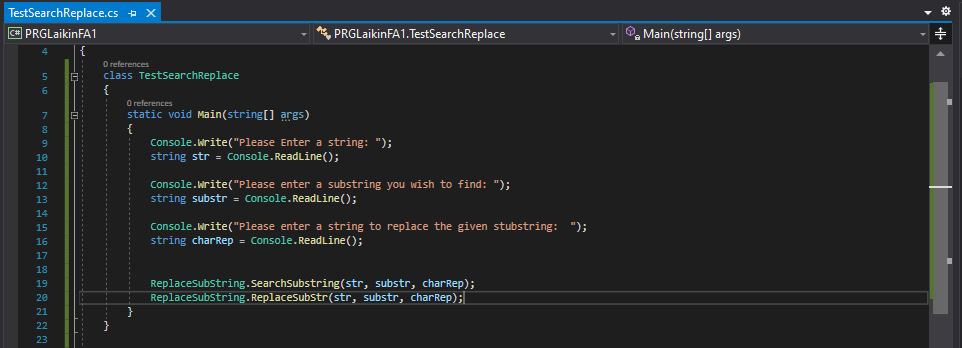 TestSearchReplace.cs
PRGLaikinFA1 PRGLaikinFA1.TestSearchReplace Main(string[] args)
4 {
0 references
5 class TestSearchReplace
6 {
0 references
7 static void Main(string[] args)
8 {
9 Console.Write("Please Enter a string: ");
10 string str = Console.ReadLine();
11
12 Console.Write("Please enter a substring you wish to find: ");
13 string substr = Console.ReadLine();
14
15 Console.Write("Please enter a string to replace the given stubstring:  ");
16 string charRep = Console.ReadLine();
17
18
19 ReplaceSubString.SearchSubstring(str, substr, charRep);
20 ReplaceSubString.ReplaceSubStr(str, substr, charRep);
21 }
22 }
23